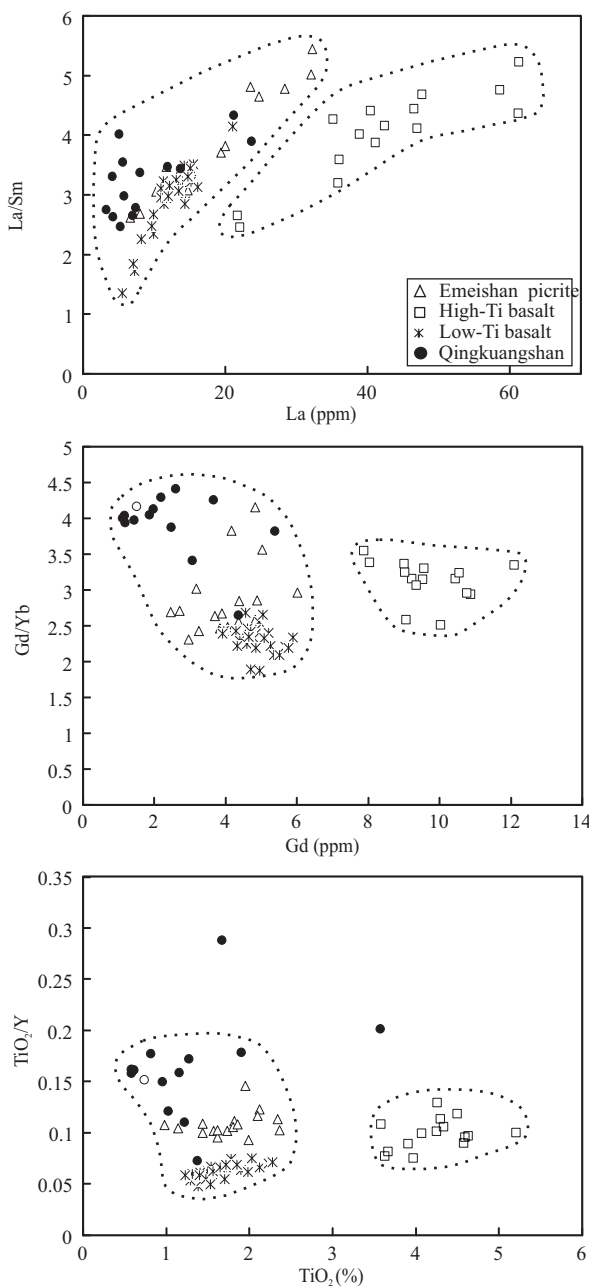 6
5
4
3
2
1
0
La/Sm
0 20 40 60
La (ppm)
Emeishan picrite
High-Ti basalt
Low-Ti basalt
Qingkuangshan
5
4.5
4
3.5
3
2.5
2
1.5
1
0.5
0
Gd/Yb
0 2 4 6 8 10 12 14
Gd (ppm)
0.35
0.3
0.25
0.2
0.15
0.1
0.05
0
TiO₂/Y
0 1 2 3 4 5 6
TiO₂(%)